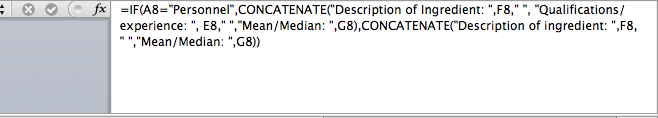 fx =IF(A8="Personnel",CONCATENATE("Description of Ingredient: ",F8," ", "Qualifications/
experience: ", E8," ","Mean/Median: ",G8),CONCATENATE("Description of ingredient: ",F8,
" ","Mean/Median: ",G8))